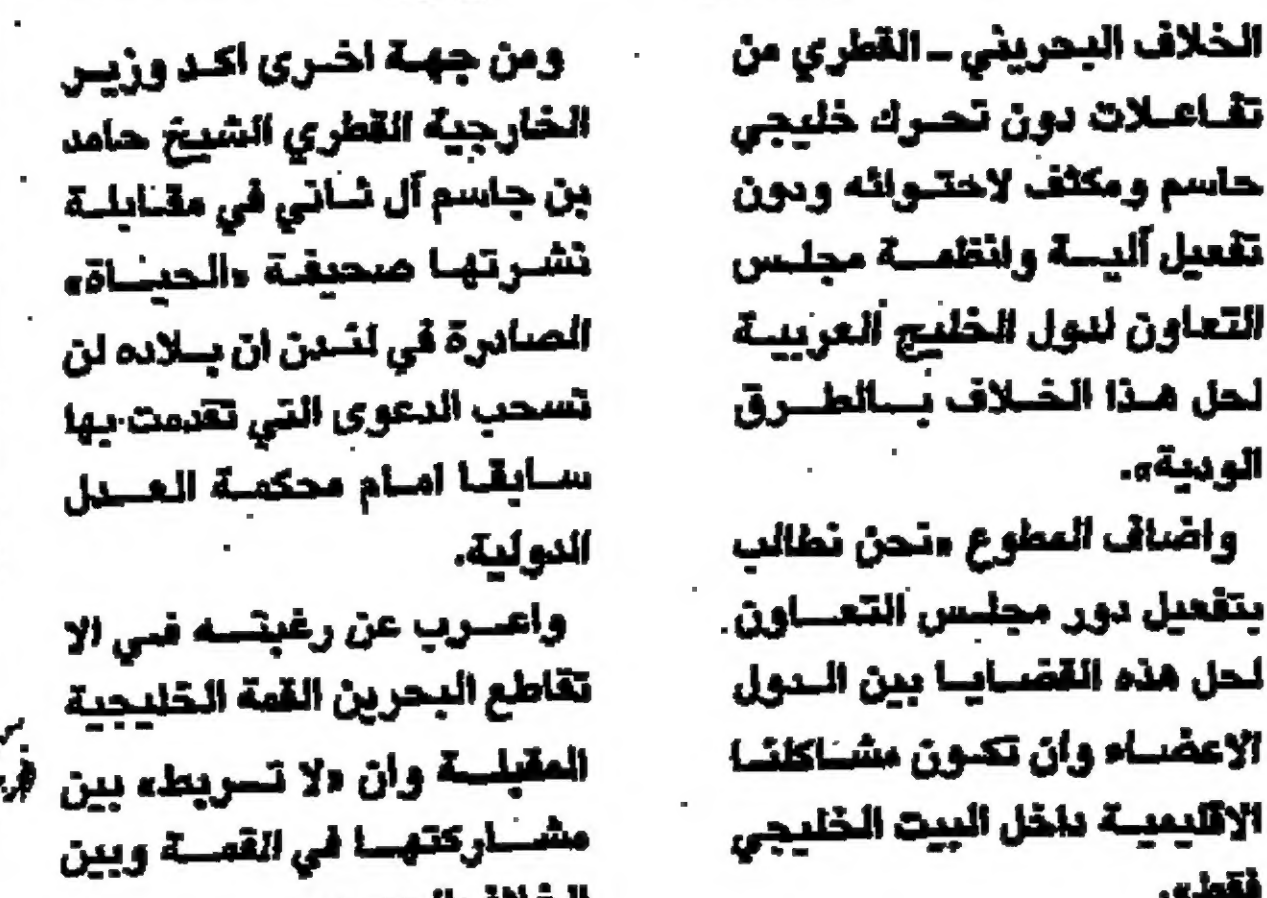 الخلاف البحريني ـ القطري من
تفاعلات دون تحرك خليجي
حاسم ومكثف لاحتوائه ودون
تفعيل آلية وانظمة مجلس
التعاون لدول الخليج العربية
لحل هذا الخلاف بالطرق
الودية».
واضاف المطوع «نحن نطالب
بتفعيل دور مجلس التعاون
لحل هذه القضايا بين الدول
الاعضاء وان تكون مشاكلنا
الاقليمية داخل البيت الخليجي
فقط».
ومن جهة اخرى اكد وزير
الخارجية القطري الشيخ حامد
بن جاسم آل ثاني في مقابلة
نشرتها صحيفة «الحياة»
الصادرة في لندن ان بلاده لن
تسحب الدعوى التي تقدمت بها
سابقا امام محكمة العدل
الدولية.
واعرب عن رغبته في الا
تقاطع البحرين القمة الخليجية
المقبلة وان «لا تربط» بين
مشاركتها في القمة وبين